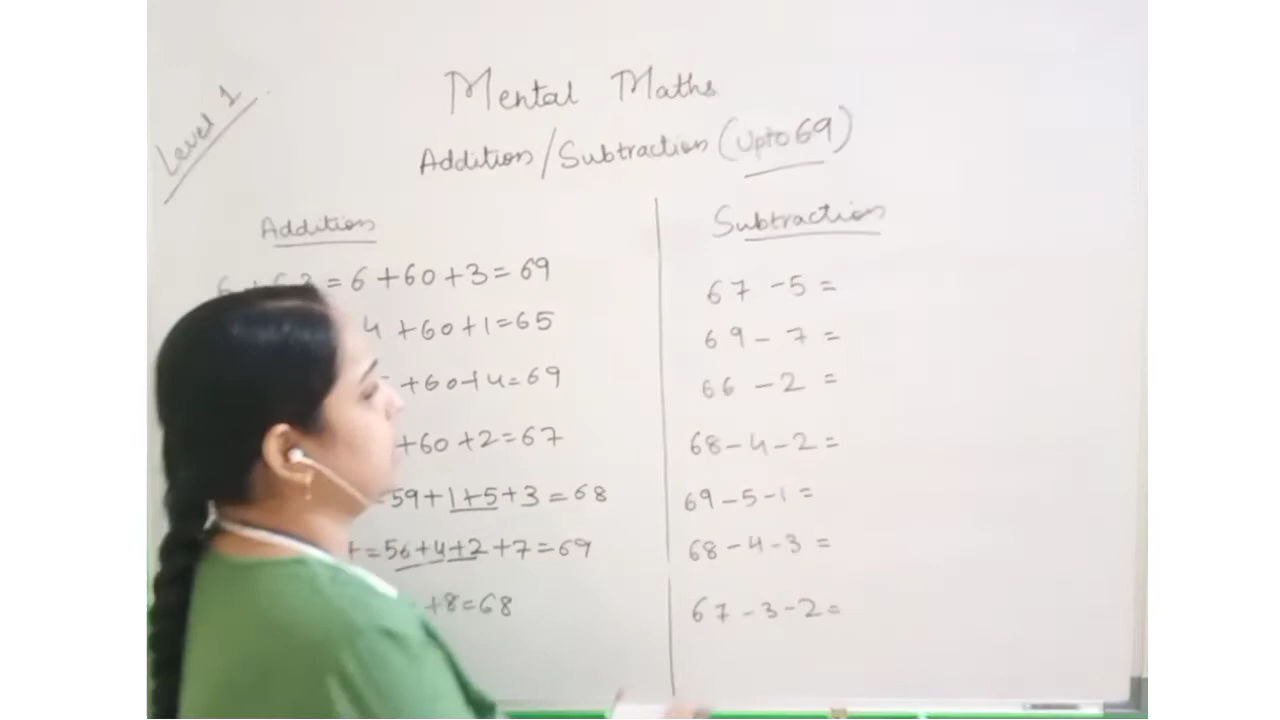 Level 1
Mental Maths
Addition/Subtraction (Upto 69)
Addition
= 6 + 60 + 3 = 69
4 + 60 + 1 = 65
+ 60 + 4 = 69
+ 60 + 2 = 67
59 + 1 + 5 + 3 = 68
= 56 + 4 + 2 + 7 = 69
+ 8 = 68
Subtraction
67 - 5 =
69 - 7 =
66 - 2 =
68 - 4 - 2 =
69 - 5 - 1 =
68 - 4 - 3 =
67 - 3 - 2 =